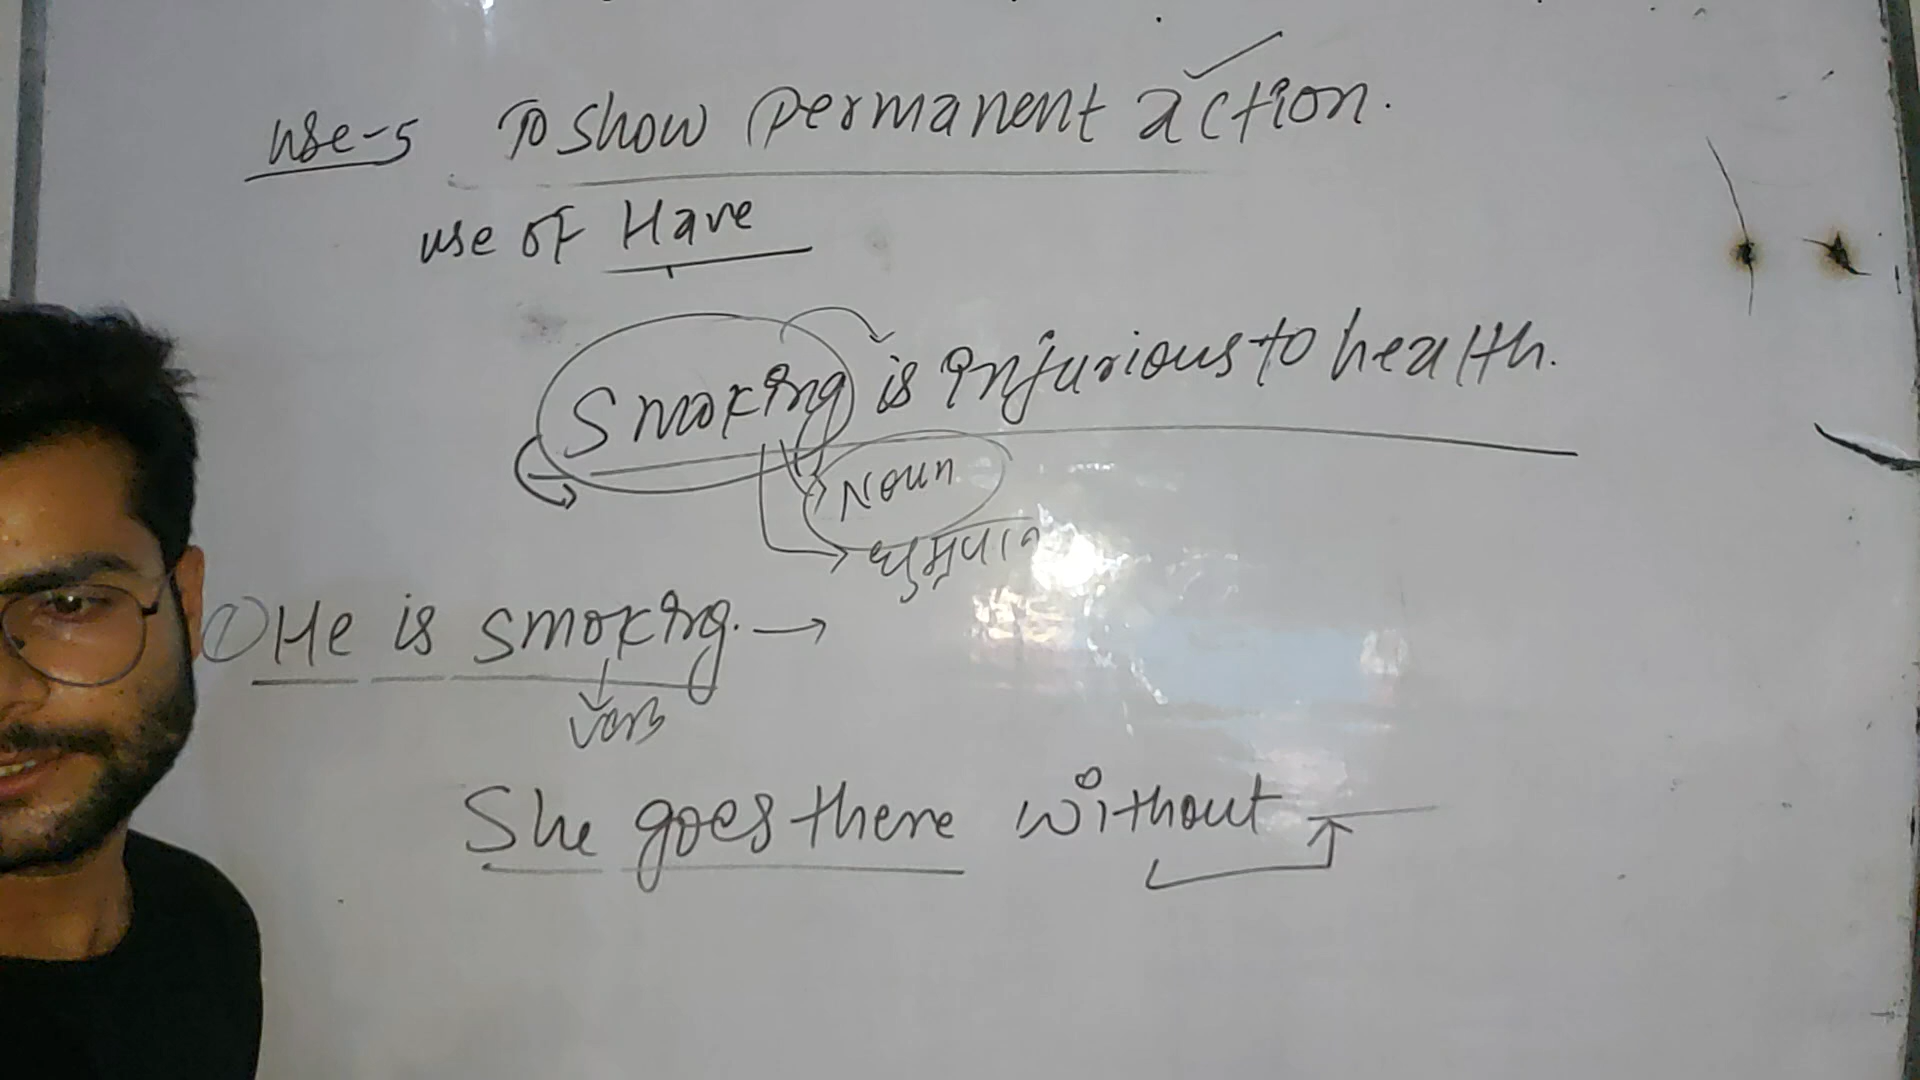 Use-5 To show permanent action.
use of Have
Smoking is injurious to health.
Noun
धुम्रपान
① He is smoking. →
Verb
She goes there without